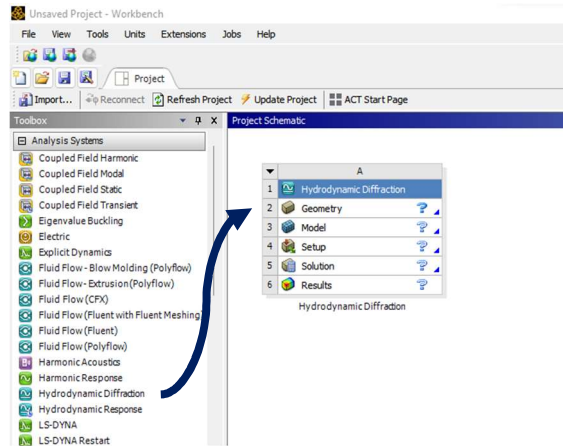 Unsaved Project - Workbench
File View Tools Units Extensions Jobs Help
Project
Import... Reconnect Refresh Project Update Project ACT Start Page
Toolbox
Project Schematic
Analysis Systems
Coupled Field Harmonic
Coupled Field Modal
Coupled Field Static
Coupled Field Transient
Eigenvalue Buckling
Electric
Explicit Dynamics
Fluid Flow - Blow Molding (Polyflow)
Fluid Flow - Extrusion (Polyflow)
Fluid Flow (CFX)
Fluid Flow (Fluent with Fluent Meshing)
Fluid Flow (Fluent)
Fluid Flow (Polyflow)
Harmonic Acoustics
Harmonic Response
Hydrodynamic Diffraction
Hydrodynamic Response
LS-DYNA
LS-DYNA Restart
A
1 Hydrodynamic Diffraction
2 Geometry ?
3 Model ?
4 Setup ?
5 Solution ?
6 Results ?
Hydrodynamic Diffraction